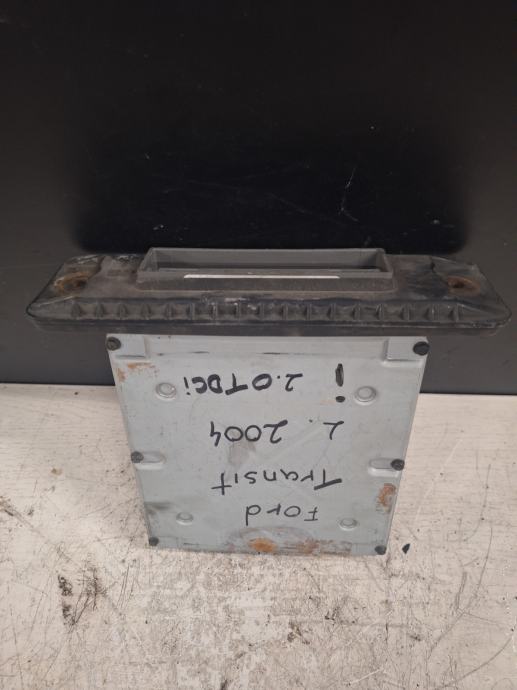 Ford
Transit
L. 2004
2.0TDCi
!